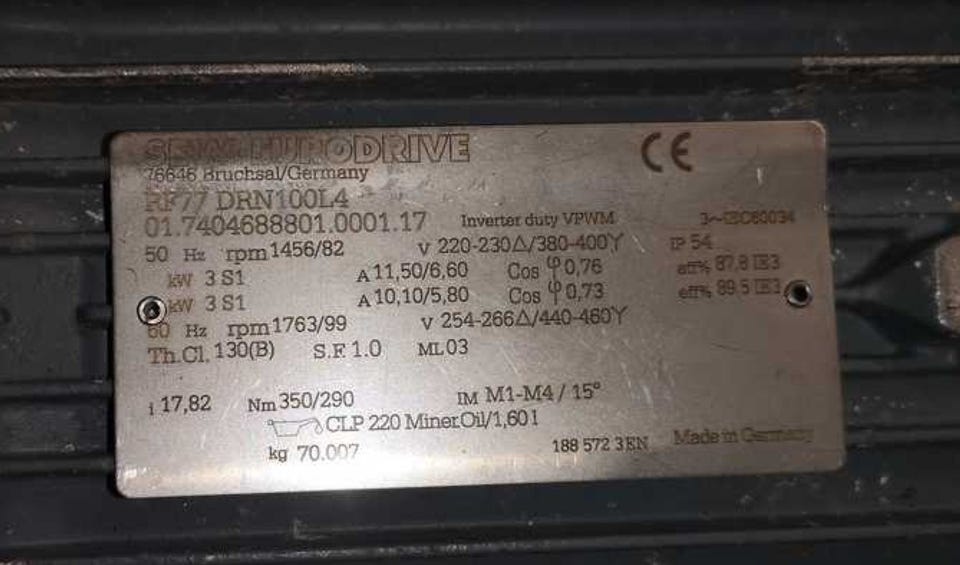 SEW-EURODRIVE CE
76646 Bruchsal/Germany
RF77 DRN100L4
01.7404688801.0001.17 Inverter duty VPWM 3~IEC60034
50 Hz rpm 1456/82 V 220-230△/380-400Y IP 54
kW 3 S1 A 11,50/6,60 Cos φ 0,76 eff% 87,8 IE3
kW 3 S1 A 10,10/5,80 Cos φ 0,73 eff% 89,5 IE3
60 Hz rpm 1763/99 V 254-266△/440-460Y
Th.Cl. 130(B) S.F. 1.0 ML 03
i 17,82 Nm 350/290 IM M1-M4 / 15°
CLP 220 Miner.Oil/1,60 l
kg 70.007 188 572 3 EN Made in Germany